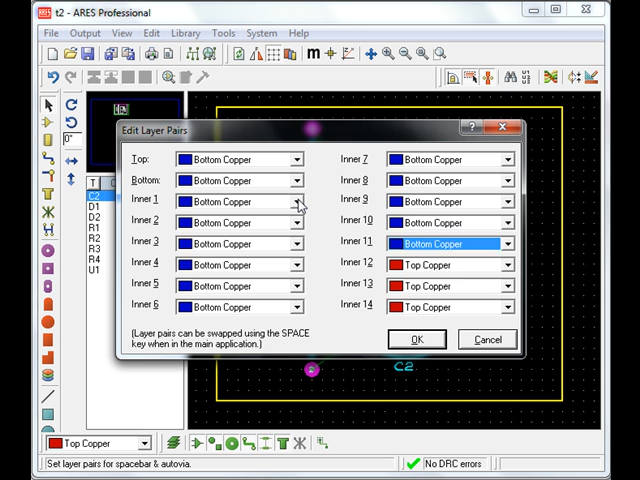 t2 - ARES Professional
File Output View Edit Library Tools System Help
m
0°
T
C2
D1
D2
R1
R2
R3
R4
U1
Edit Layer Pairs
Top: Bottom Copper
Bottom: Bottom Copper
Inner 1 Bottom Copper
Inner 2 Bottom Copper
Inner 3 Bottom Copper
Inner 4 Bottom Copper
Inner 5 Bottom Copper
Inner 6 Bottom Copper
Inner 7 Bottom Copper
Inner 8 Bottom Copper
Inner 9 Bottom Copper
Inner 10 Bottom Copper
Inner 11 Bottom Copper
Inner 12 Top Copper
Inner 13 Top Copper
Inner 14 Top Copper
(Layer pairs can be swapped using the SPACE
key when in the main application.)
OK Cancel
C2
Top Copper
Set layer pairs for spacebar & autovia. No DRC errors